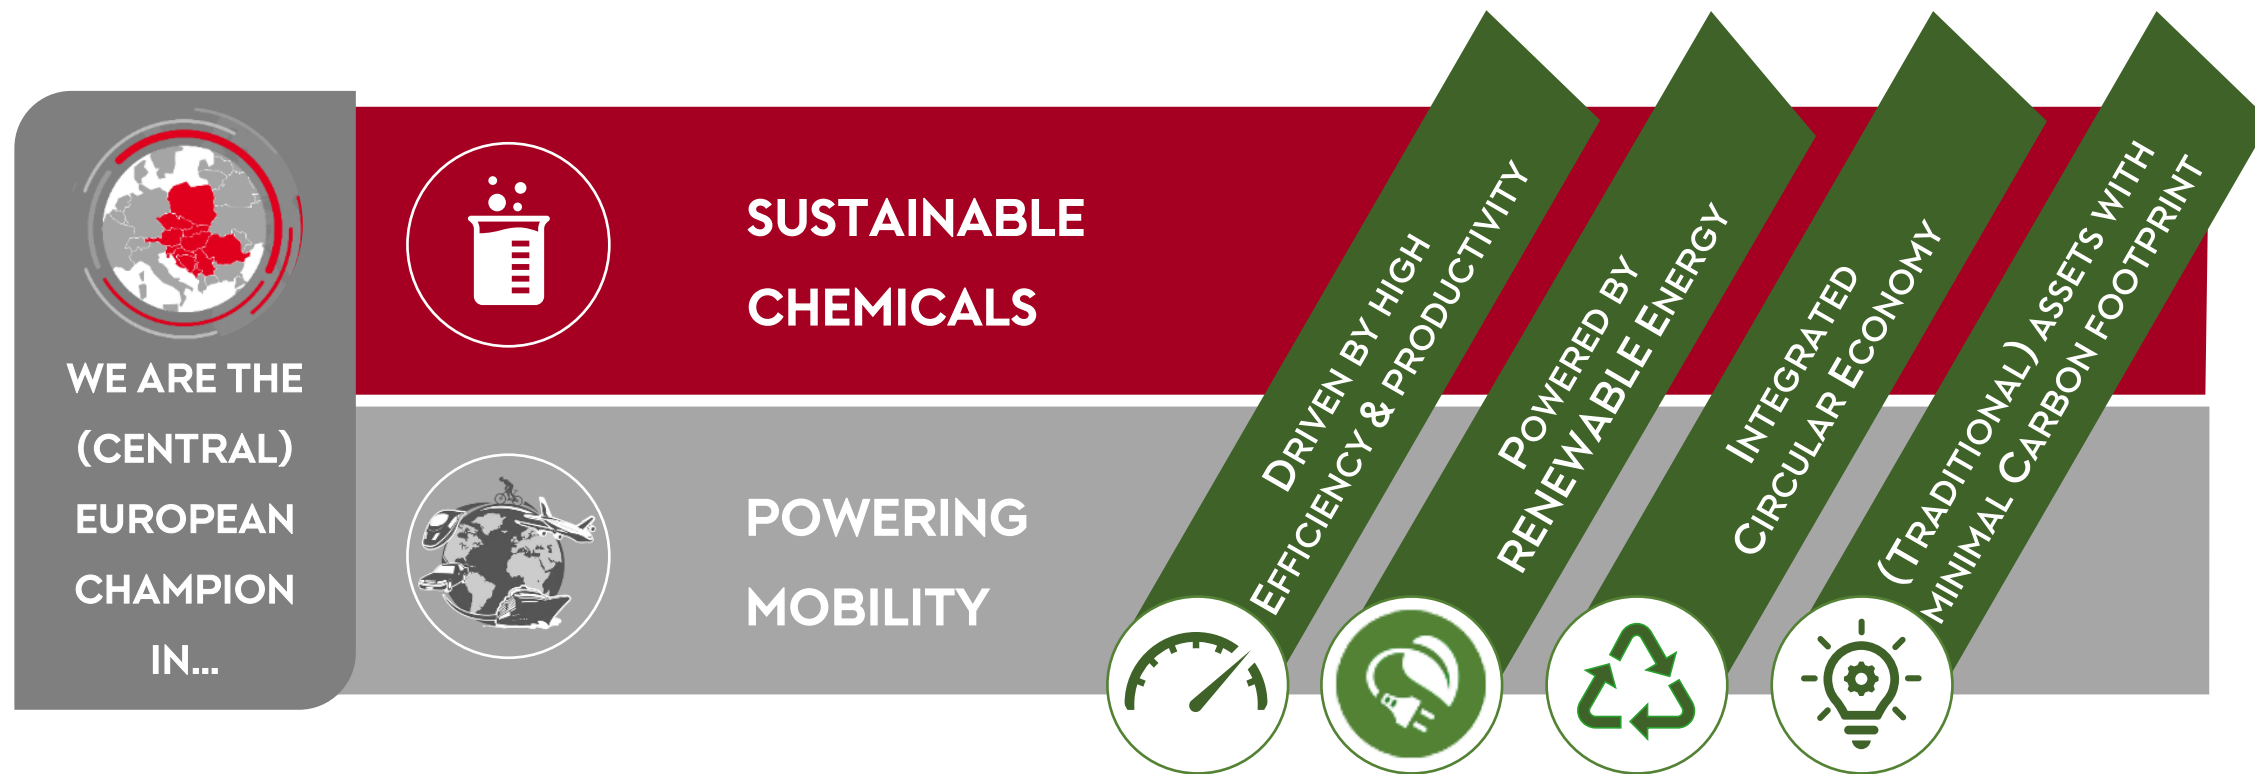 WE ARE THE
(CENTRAL)
EUROPEAN
CHAMPION
IN...
SUSTAINABLE
CHEMICALS
POWERING
MOBILITY
DRIVEN BY HIGH
EFFICIENCY & PRODUCTIVITY
POWERED BY
RENEWABLE ENERGY
INTEGRATED
CIRCULAR ECONOMY
(TRADITIONAL) ASSETS WITH
MINIMAL CARBON FOOTPRINT